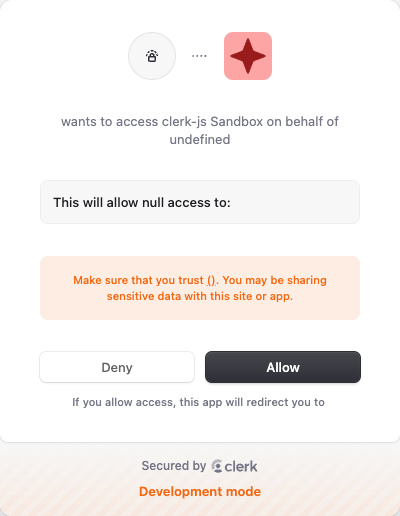 wants to access clerk-js Sandbox on behalf of
undefined
This will allow null access to:
Make sure that you trust (). You may be sharing
sensitive data with this site or app.
Deny
Allow
If you allow access, this app will redirect you to
Secured by clerk
Development mode